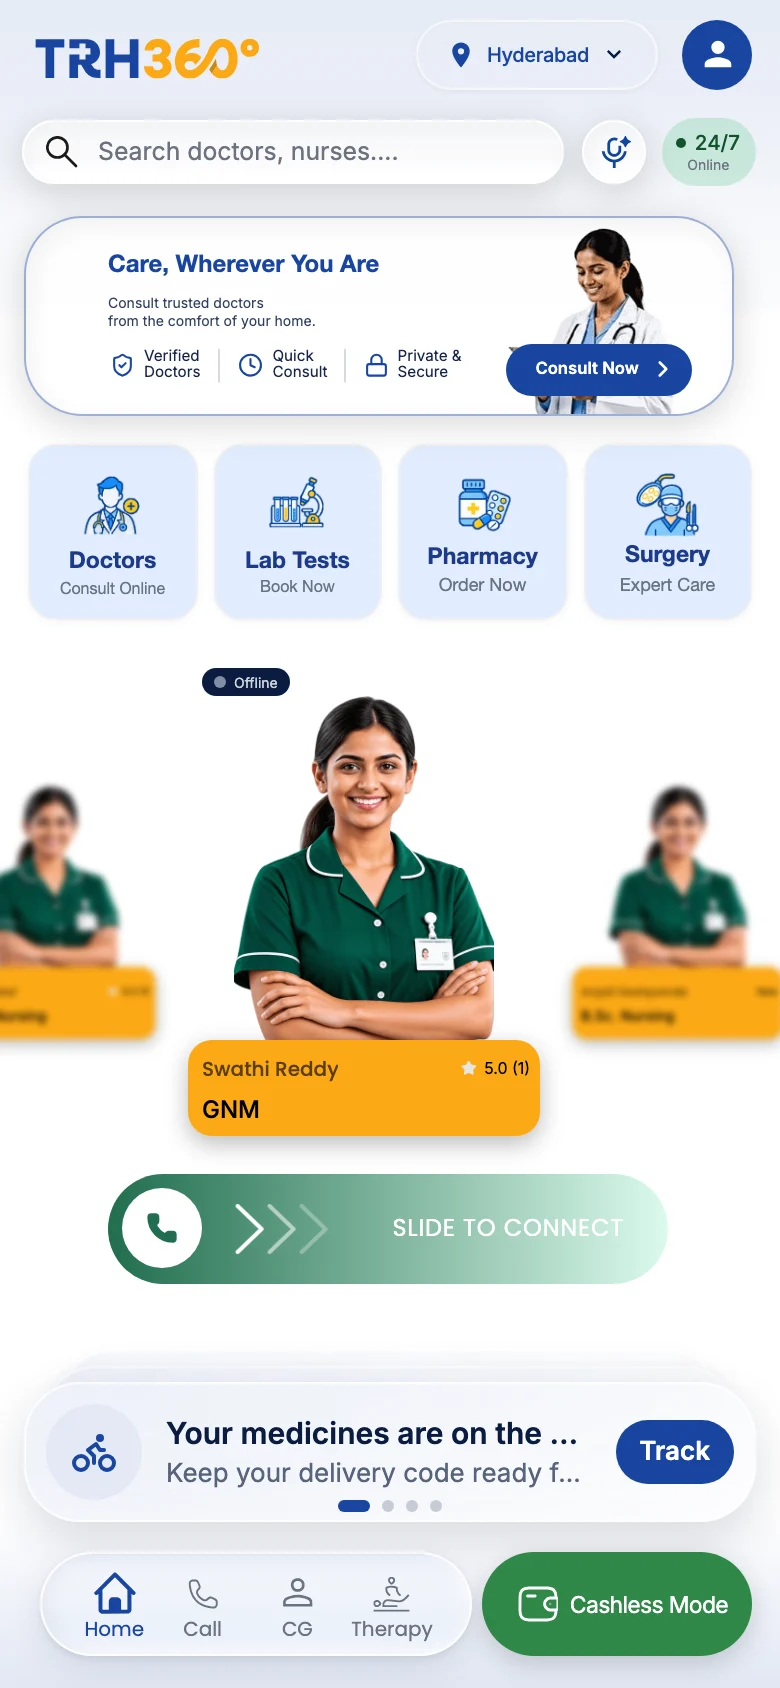 TRH360°
Hyderabad
Search doctors, nurses....
24/7
Online
Care, Wherever You Are
Consult trusted doctors
from the comfort of your home.
Verified
Doctors
Quick
Consult
Private &
Secure
Consult Now
Doctors
Consult Online
Lab Tests
Book Now
Pharmacy
Order Now
Surgery
Expert Care
Offline
Nursing
B.Sc. Nursing
Swathi Reddy
5.0 (1)
GNM
SLIDE TO CONNECT
Your medicines are on the ...
Keep your delivery code ready f...
Track
Home
Call
CG
Therapy
Cashless Mode